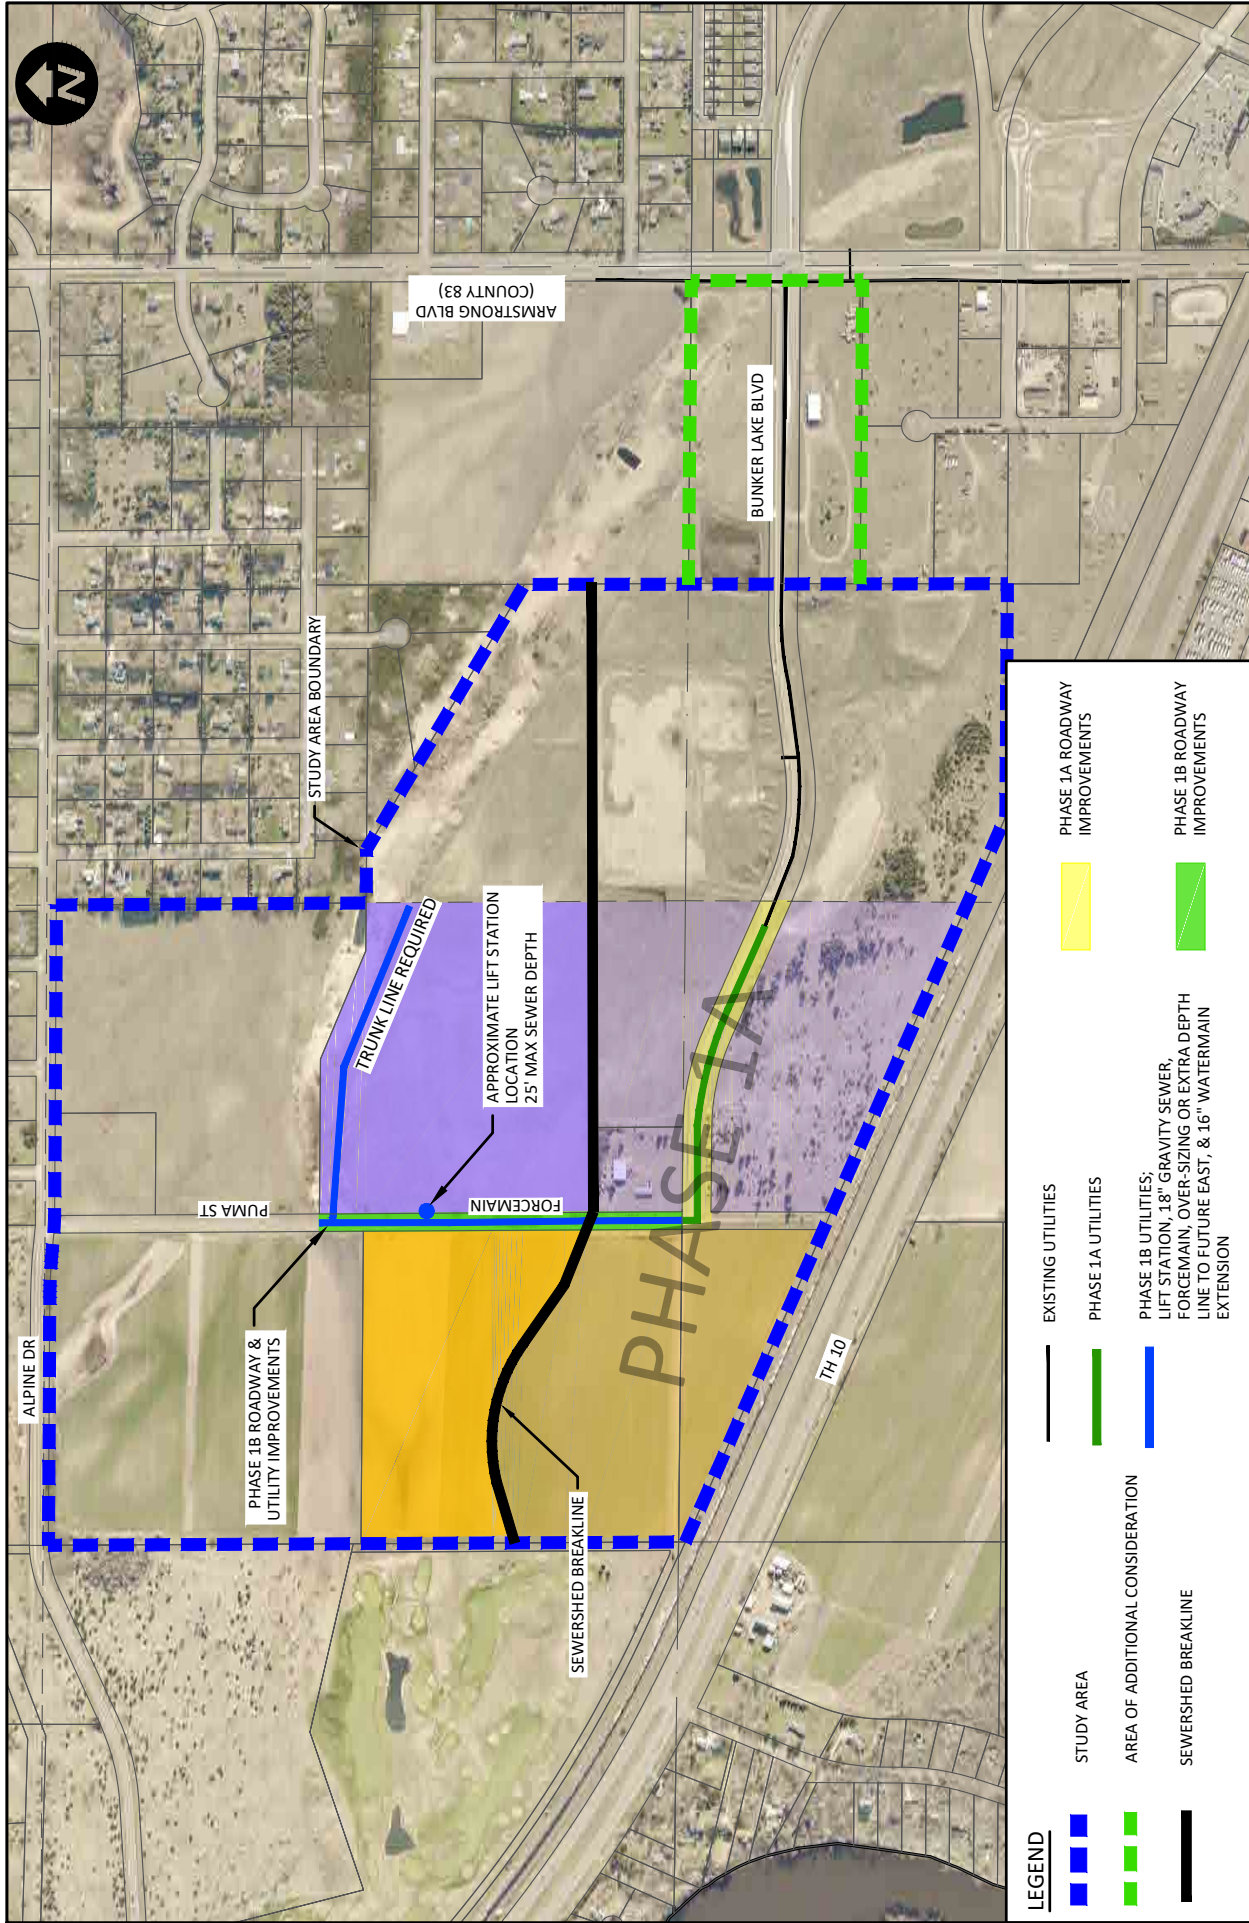 N
ALPINE DR
PUMA ST
ARMSTRONG BLVD
(COUNTY 83)
STUDY AREA BOUNDARY
PHASE 1B ROADWAY &
UTILITY IMPROVEMENTS
TRUNK LINE REQUIRED
APPROXIMATE LIFT STATION
LOCATION
25' MAX SEWER DEPTH
FORCEMAIN
SEWERSHED BREAKLINE
BUNKER LAKE BLVD
PHASE 1A
TH 10
LEGEND
STUDY AREA
AREA OF ADDITIONAL CONSIDERATION
SEWERSHED BREAKLINE
EXISTING UTILITIES
PHASE 1A UTILITIES
PHASE 1B UTILITIES;
LIFT STATION, 18" GRAVITY SEWER,
FORCEMAIN, OVER-SIZING OR EXTRA DEPTH
LINE TO FUTURE EAST, & 16" WATERMAIN
EXTENSION
PHASE 1A ROADWAY
IMPROVEMENTS
PHASE 1B ROADWAY
IMPROVEMENTS